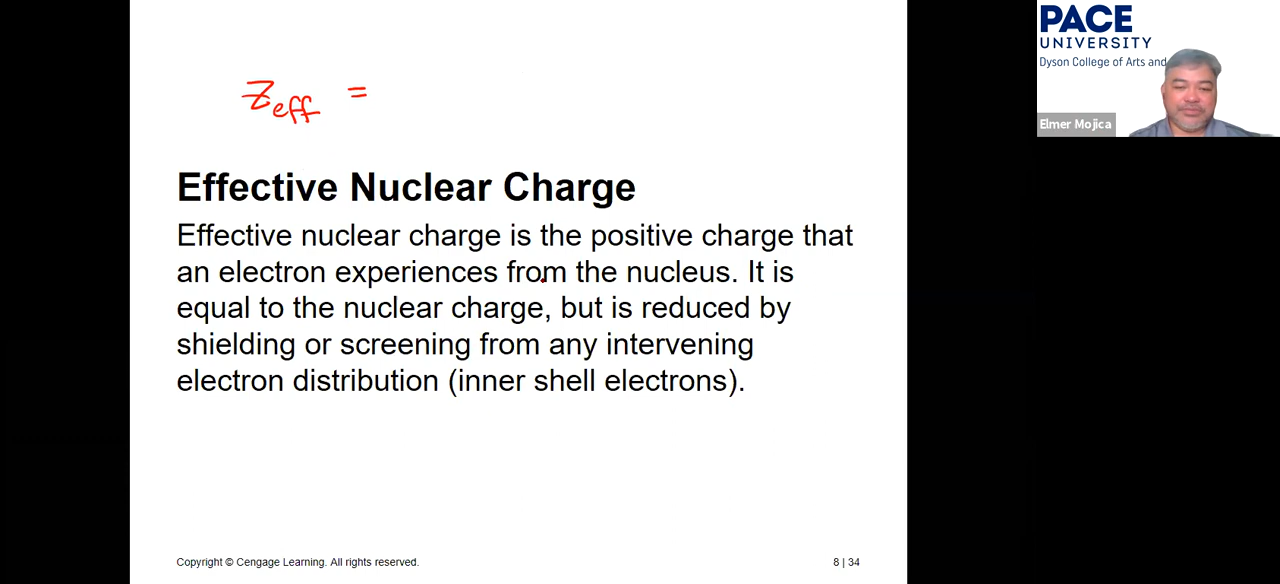 Z eff =
Effective Nuclear Charge
Effective nuclear charge is the positive charge that
an electron experiences from the nucleus. It is
equal to the nuclear charge, but is reduced by
shielding or screening from any intervening
electron distribution (inner shell electrons).
Copyright © Cengage Learning. All rights reserved.
8 | 34
PACE
UNIVERSITY
Dyson College of Arts and
Elmer Mojica